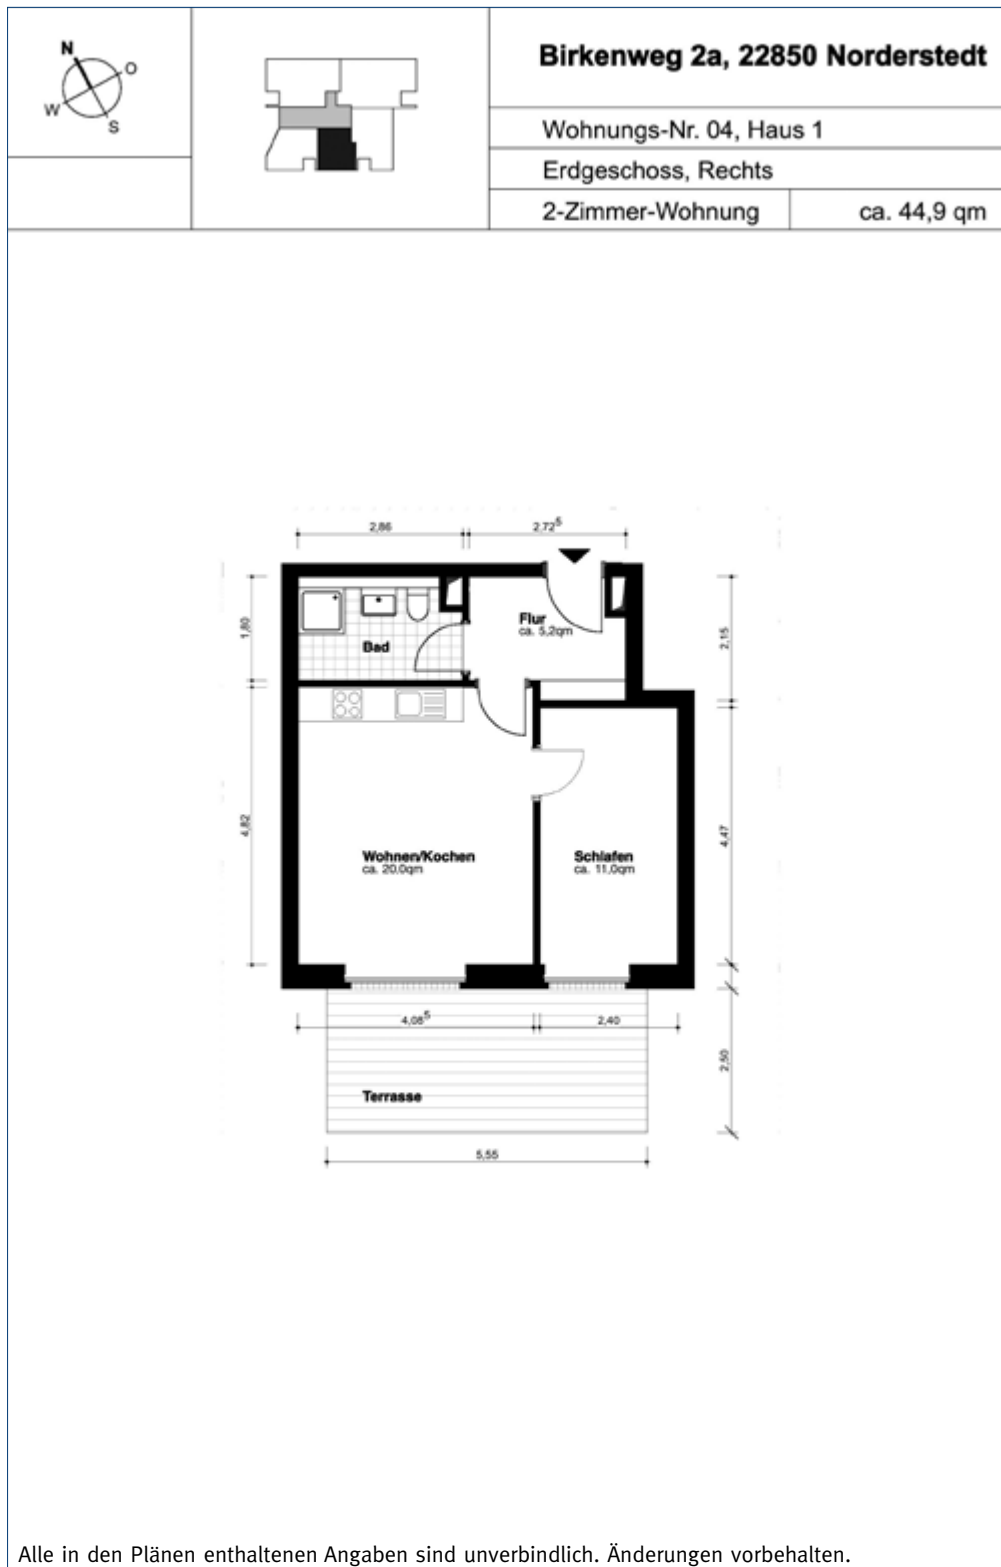 N
O
W
S
Birkenweg 2a, 22850 Norderstedt
Wohnungs-Nr. 04, Haus 1
Erdgeschoss, Rechts
2-Zimmer-Wohnung ca. 44,9 qm
2,86 2,72⁵
1,80
Bad
Flur
ca. 5,2qm
2,15
4,82
Wohnen/Kochen
ca. 20,0qm
Schlafen
ca. 11,0qm
4,47
4,08⁵ 2,40
2,50
Terrasse
5,55
Alle in den Plänen enthaltenen Angaben sind unverbindlich. Änderungen vorbehalten.